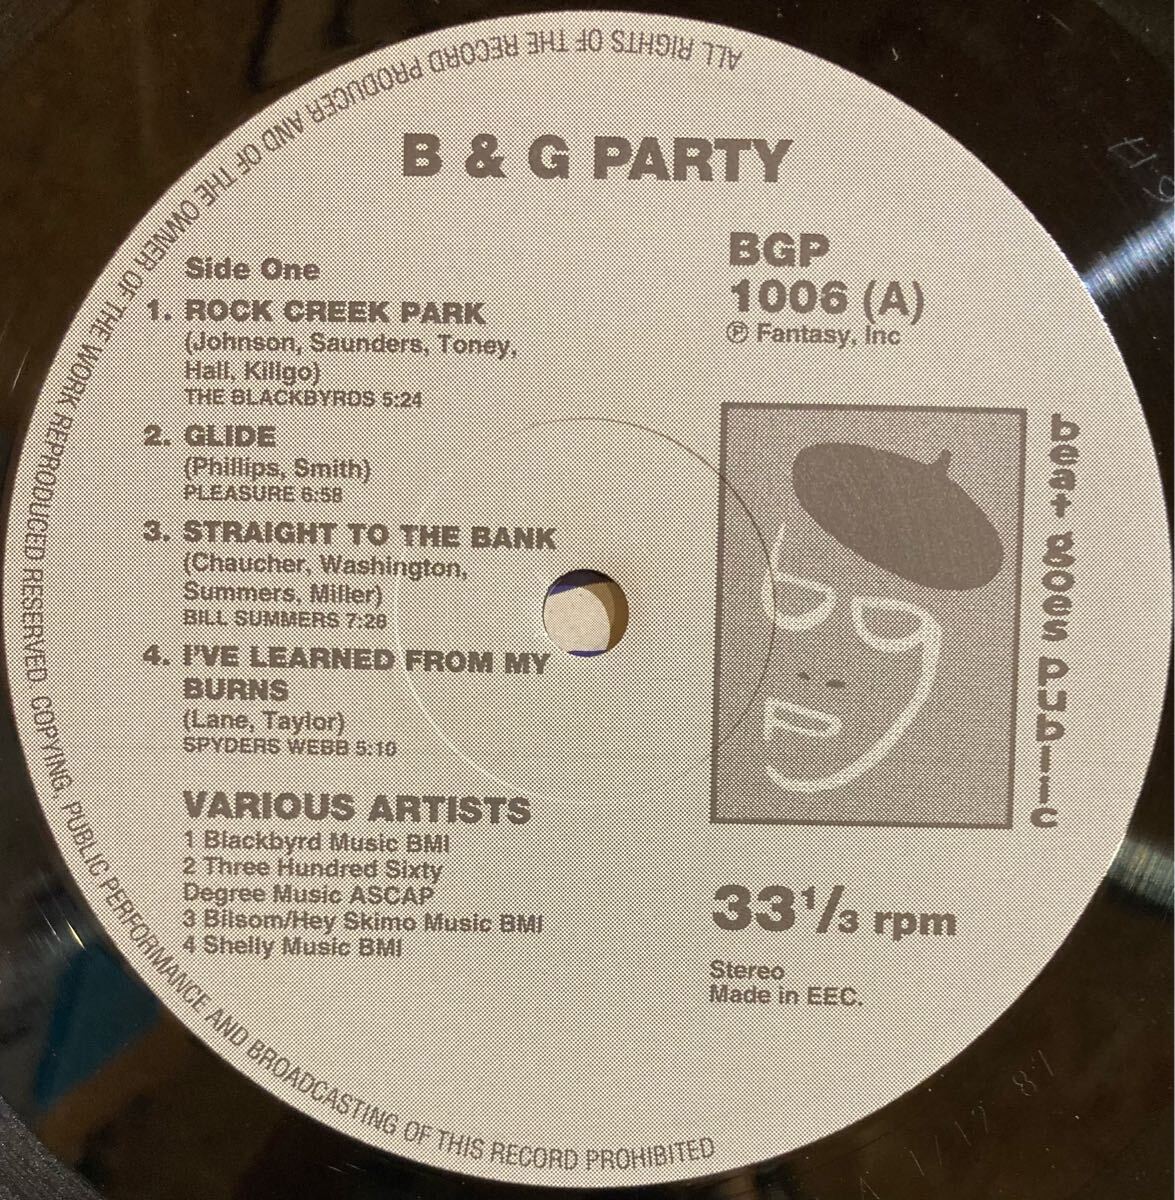 ALL RIGHTS OF THE RECORD PRODUCER AND OF THE OWNER OF THE WORK REPRODUCED RESERVED. COPYING, PUBLIC PERFORMANCE AND BROADCASTING OF THIS RECORD PROHIBITED
B & G PARTY
BGP
1006 (A)
℗ Fantasy, Inc
Side One
1. ROCK CREEK PARK
(Johnson, Saunders, Toney,
Hall, Killgo)
THE BLACKBYRDS 5:24
2. GLIDE
(Phillips, Smith)
PLEASURE 6:58
3. STRAIGHT TO THE BANK
(Chaucher, Washington,
Summers, Miller)
BILL SUMMERS 7:28
4. I'VE LEARNED FROM MY
BURNS
(Lane, Taylor)
SPYDERS WEBB 5:10
VARIOUS ARTISTS
1 Blackbyrd Music BMI
2 Three Hundred Sixty
Degree Music ASCAP
3 Bilsom/Hey Skimo Music BMI
4 Shelly Music BMI
beat goes public
33 1/3 rpm
Stereo
Made in EEC.